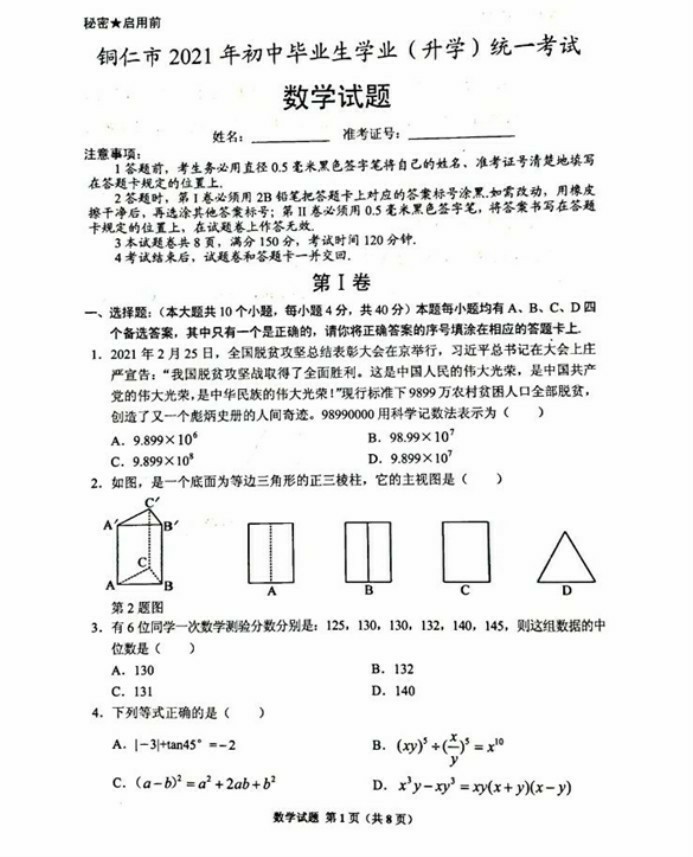 秘密★启用前
铜仁市 2021 年初中毕业生学业（升学）统一考试
数学试题
姓名：__________ 准考证号：______________
注意事项：
1 答题前，考生务必用直径 0.5 毫米黑色签字笔将自己的姓名、准考证号清楚地填写
在答题卡规定的位置上.
2 答题时，第 I 卷必须用 2B 铅笔把答题卡上对应的答案标号涂黑.如需改动，用橡皮
擦干净后，再选涂其他答案标号；第 II 卷必须用 0.5 毫米黑色签字笔，将答案书写在答题
卡规定的位置上，在试题卷上作答无效.
3 本试题卷共 8 页，满分 150 分，考试时间 120 分钟.
4 考试结束后，试题卷和答题卡一并交回.
第 I 卷
一、选择题：（本大题共 10 个小题，每小题 4 分，共 40 分）本题每小题均有 A、B、C、D 四
个备选答案，其中只有一个是正确的，请你将正确答案的序号填涂在相应的答题卡上.
1．2021 年 2 月 25 日，全国脱贫攻坚总结表彰大会在京举行，习近平总书记在大会上庄
严宣告：“我国脱贫攻坚战取得了全面胜利。这是中国人民的伟大光荣，是中国共产
党的伟大光荣，是中华民族的伟大光荣！”现行标准下 9899 万农村贫困人口全部脱贫，
创造了又一个彪炳史册的人间奇迹。98990000 用科学记数法表示为（ ）
A．9.899×10⁶ B．98.99×10⁷
C．9.899×10⁸ D．9.899×10⁷
2．如图，是一个底面为等边三角形的正三棱柱，它的主视图是（ ）
C′
A′ B′
C
A B
A B C D
第 2 题图
3．有 6 位同学一次数学测验分数分别是：125，130，130，132，140，145，则这组数据的中
位数是（ ）
A．130 B．132
C．131 D．140
4．下列等式正确的是（ ）
A．|−3|+tan45°=−2 B．(xy)⁵÷(x/y)⁵=x¹⁰
C．(a−b)²=a²+2ab+b² D．x³y−xy³=xy(x+y)(x−y)
数学试题 第 1 页（共 8 页）